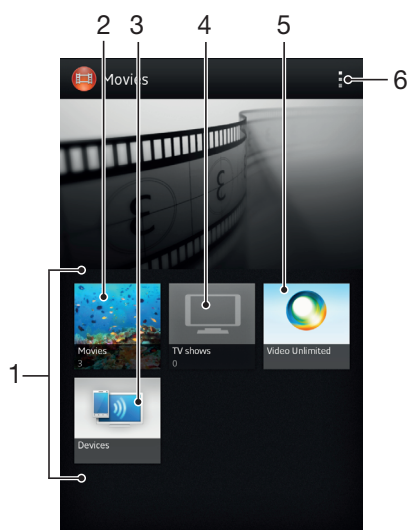 2 3 4 5
Movies
6
1
Movies
3
TV shows
0
Video Unlimited
Devices